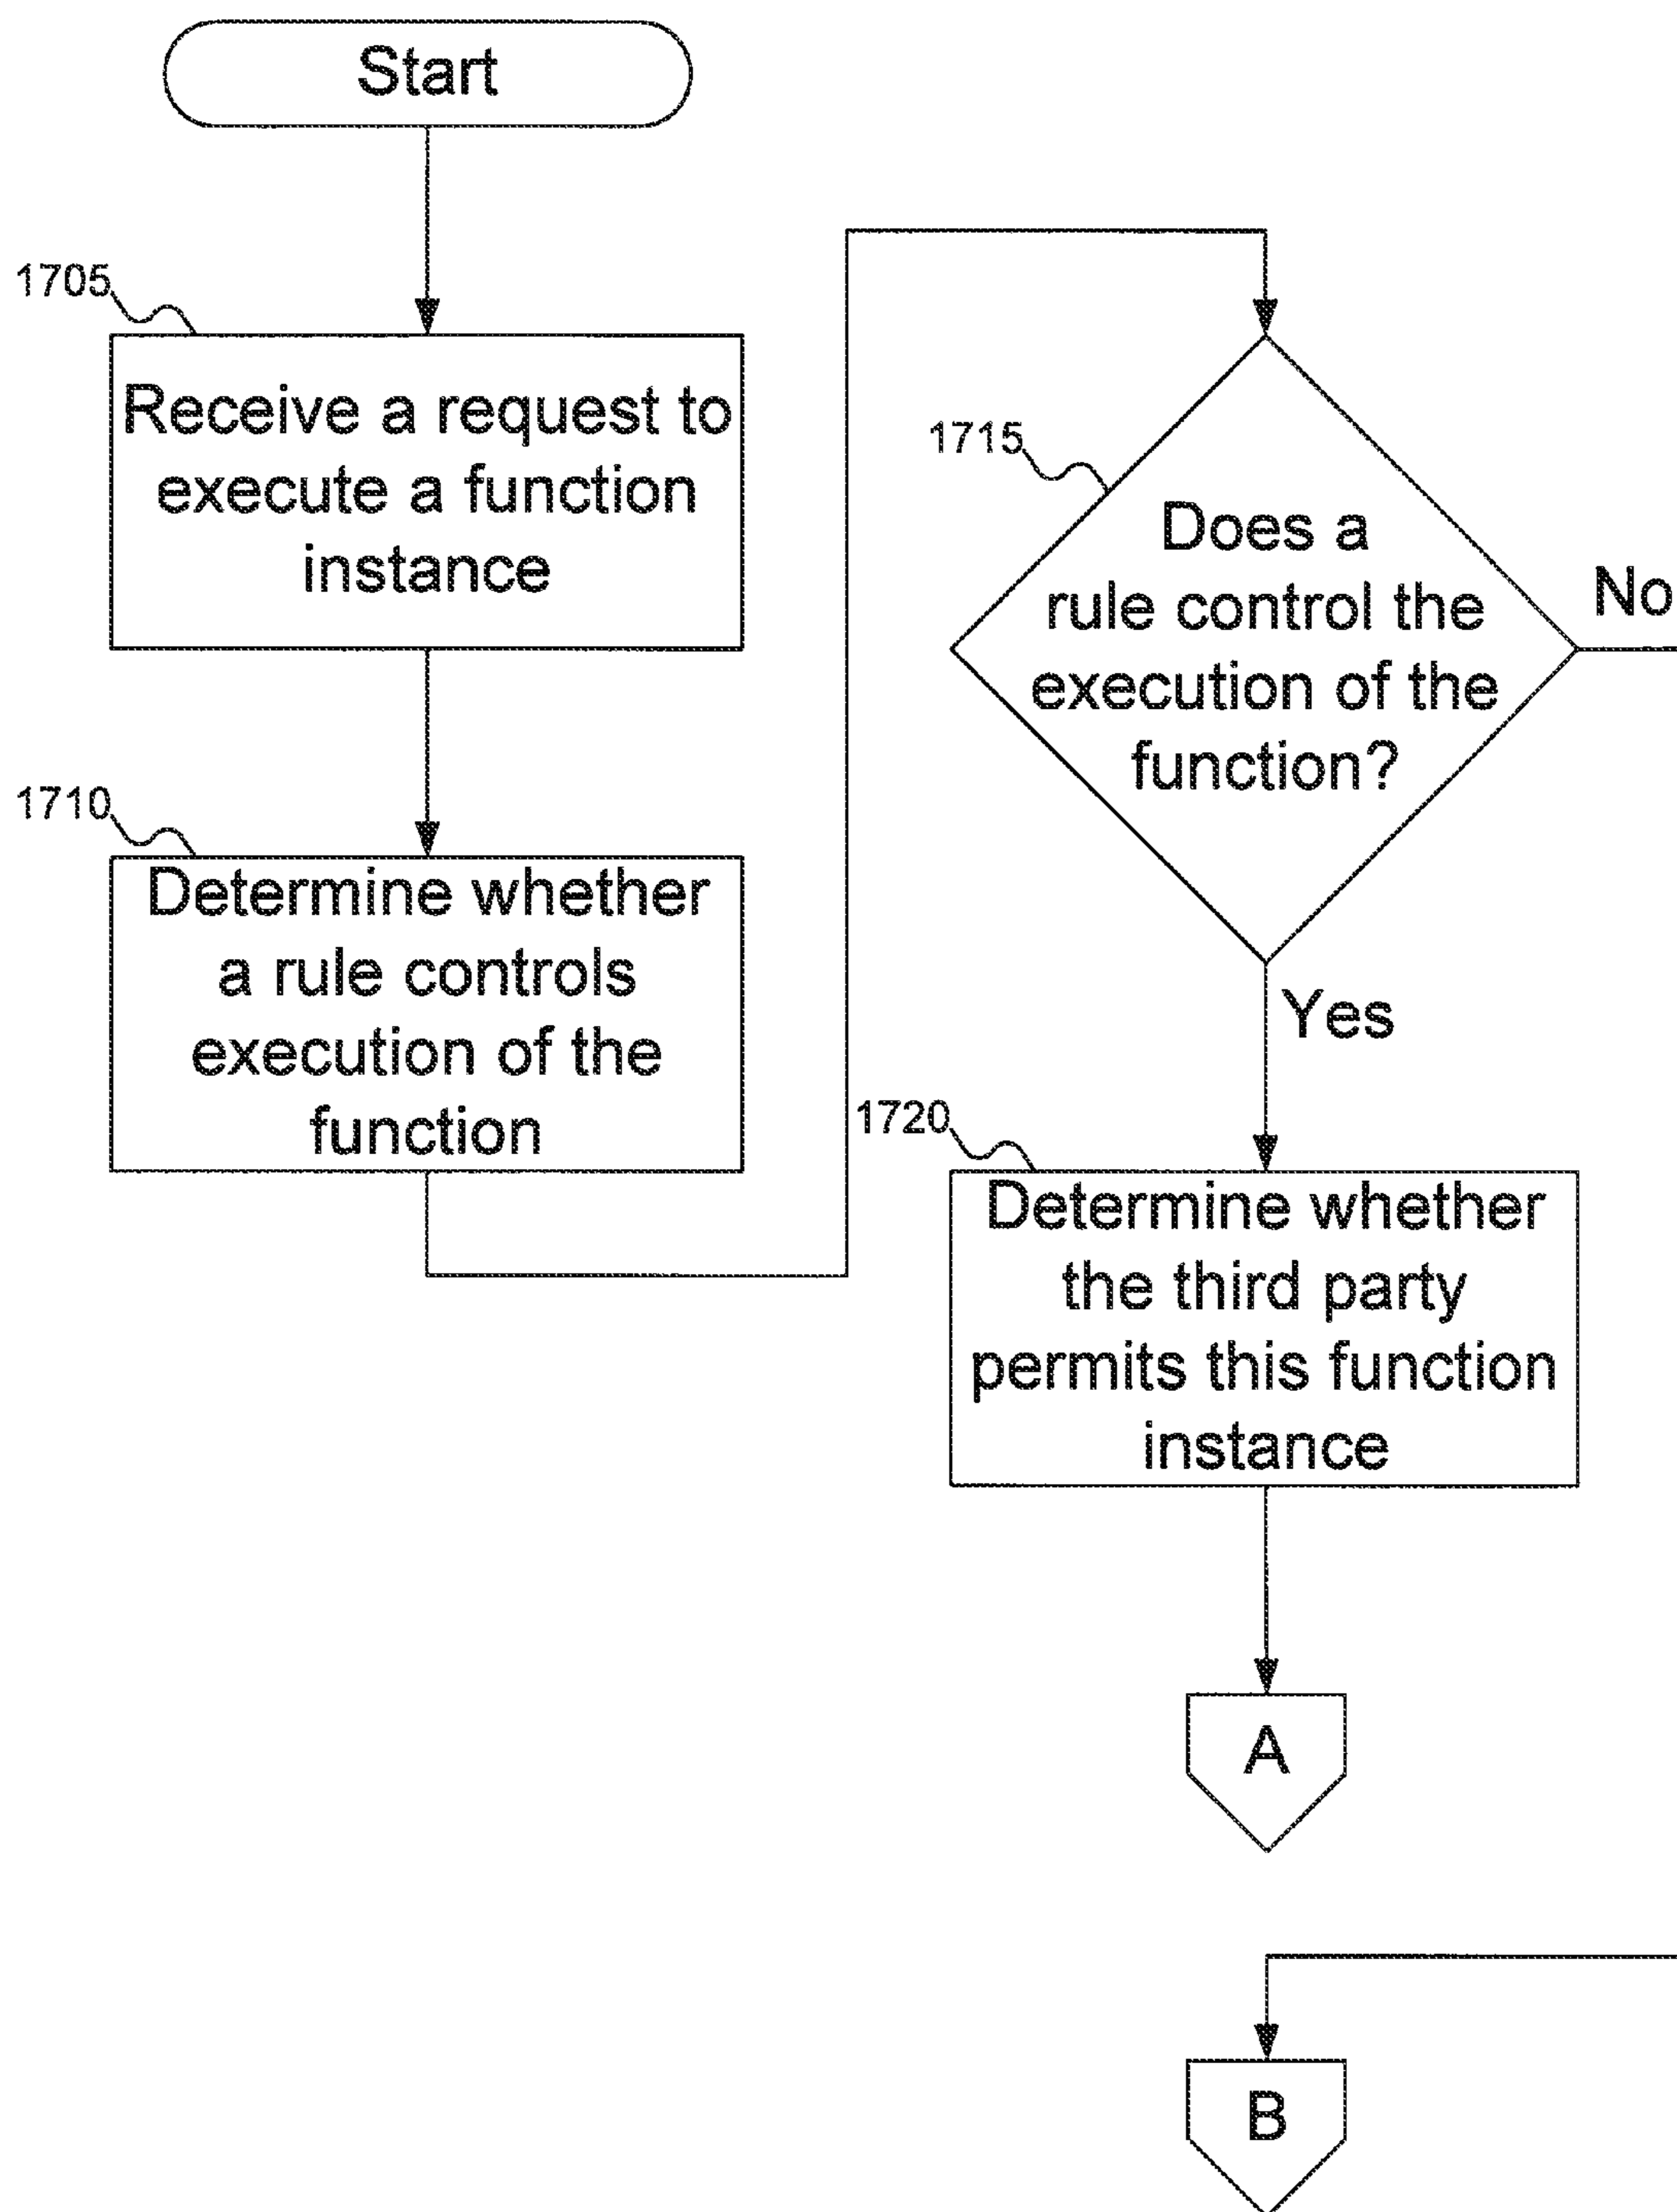 Start
1705
Receive a request to
execute a function
instance
1710
Determine whether
a rule controls
execution of the
function
1715
Does a
rule control the
execution of the
function?
No
Yes
1720
Determine whether
the third party
permits this function
instance
A
B